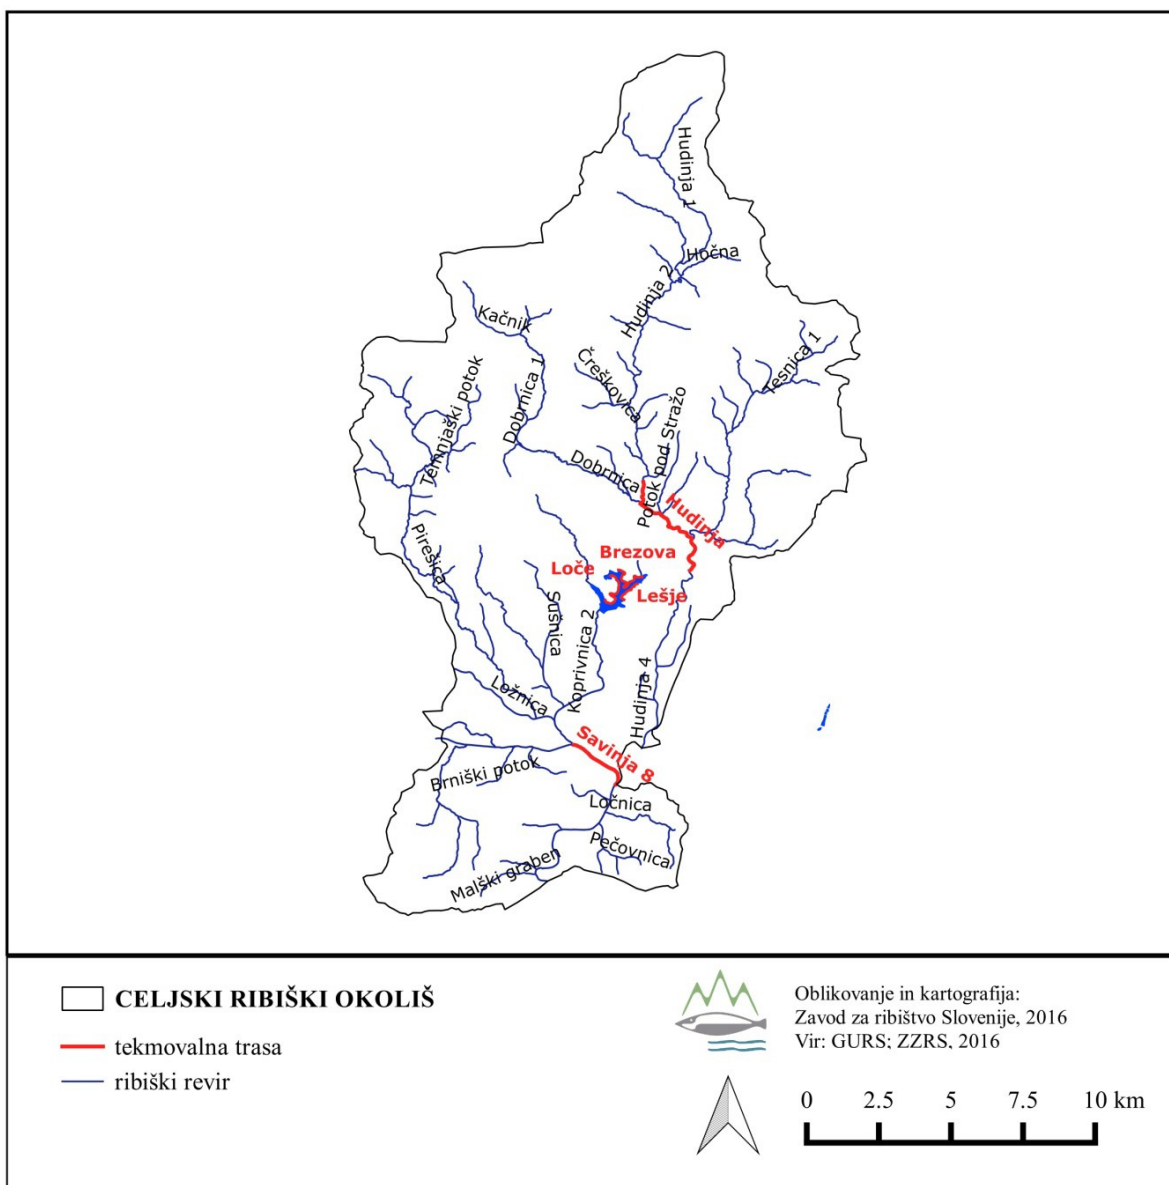 Hudinja 1
Hočna
Hudinja 2
Kačnik
Tesnica 1
Čreškovica
Temnjaški potok
Dobrnica 1
Potok pod Stražo
Dobrnica
Hudinja
Pirešica
Brezova
Loče
Lešje
Sušnica
Koprivnica 2
Ložnica
Hudinja 4
Savinja 8
Brniški potok
Ločnica
Pečovnica
Malški graben
CELJSKI RIBIŠKI OKOLIŠ
tekmovalna trasa
ribiški revir
Oblikovanje in kartografija:
Zavod za ribištvo Slovenije, 2016
Vir: GURS; ZZRS, 2016
0 2.5 5 7.5 10 km